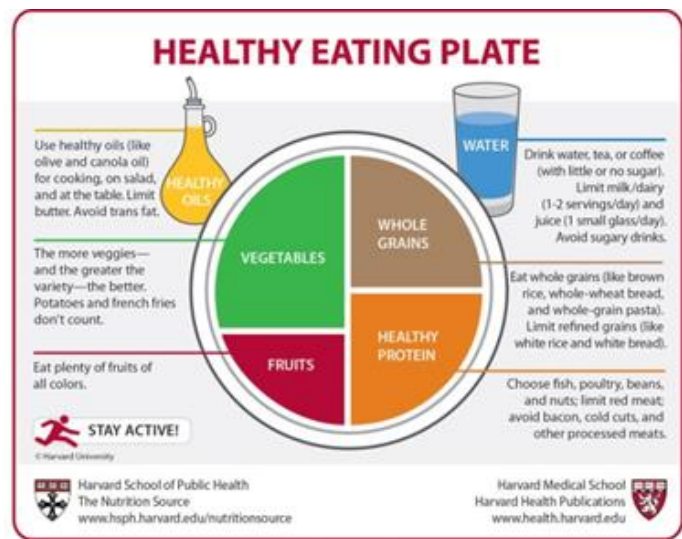 HEALTHY EATING PLATE
Use healthy oils (like
olive and canola oil)
for cooking, on salad,
and at the table. Limit
butter. Avoid trans fat.
HEALTHY
OILS
The more veggies—
and the greater the
variety—the better.
Potatoes and french fries
don't count.
Eat plenty of fruits of
all colors.
VEGETABLES
FRUITS
WHOLE
GRAINS
HEALTHY
PROTEIN
WATER
Drink water, tea, or coffee
(with little or no sugar).
Limit milk/dairy
(1-2 servings/day) and
juice (1 small glass/day).
Avoid sugary drinks.
Eat whole grains (like brown
rice, whole-wheat bread,
and whole-grain pasta).
Limit refined grains (like
white rice and white bread).
Choose fish, poultry, beans,
and nuts; limit red meat;
avoid bacon, cold cuts, and
other processed meats.
STAY ACTIVE!
© Harvard University
Harvard School of Public Health
The Nutrition Source
www.hsph.harvard.edu/nutritionsource
Harvard Medical School
Harvard Health Publications
www.health.harvard.edu